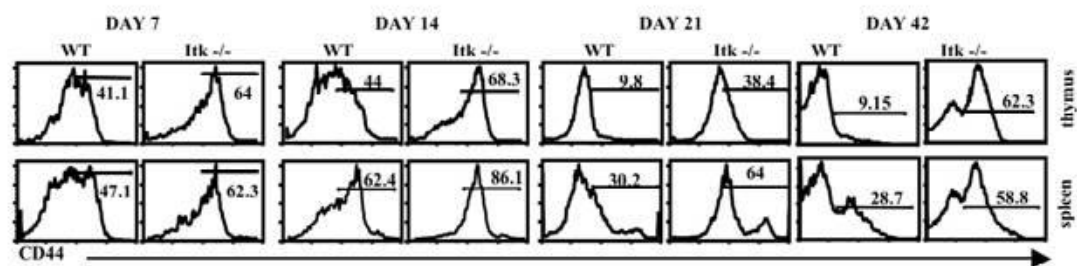 DAY 7 DAY 14 DAY 21 DAY 42
WT Itk -/- WT Itk -/- WT Itk -/- WT Itk -/-
41.1 64 44 68.3 9.8 38.4 9.15 62.3 thymus
47.1 62.3 62.4 86.1 30.2 64 28.7 58.8 spleen
CD44